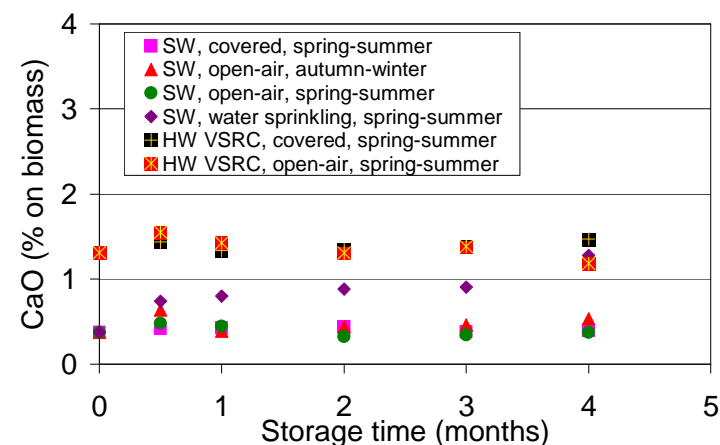 4
3
2
1
0
CaO (% on biomass)
SW, covered, spring-summer
SW, open-air, autumn-winter
SW, open-air, spring-summer
SW, water sprinkling, spring-summer
HW VSRC, covered, spring-summer
HW VSRC, open-air, spring-summer
0 1 2 3 4 5
Storage time (months)